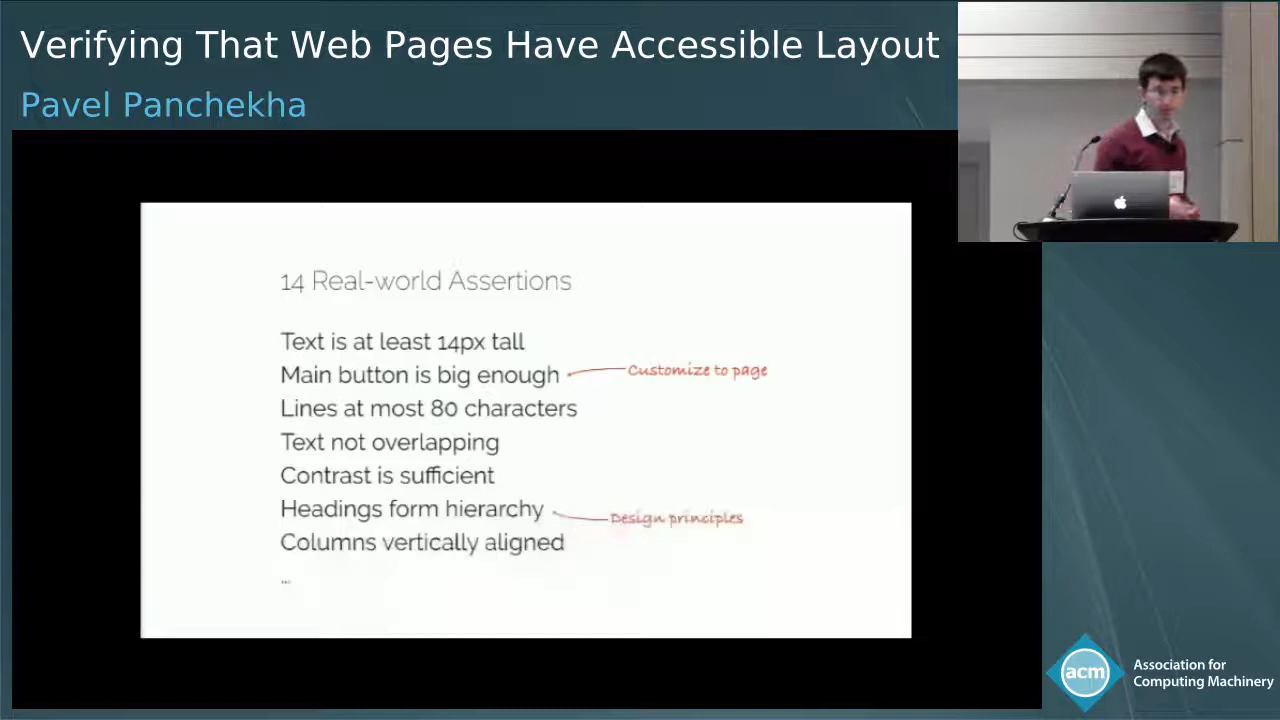 Verifying That Web Pages Have Accessible Layout
Pavel Panchekha
14 Real-world Assertions
Text is at least 14px tall
Main button is big enough
Customize to page
Lines at most 80 characters
Text not overlapping
Contrast is sufficient
Headings form hierarchy
Design principles
Columns vertically aligned
...
acm
Association for
Computing Machinery